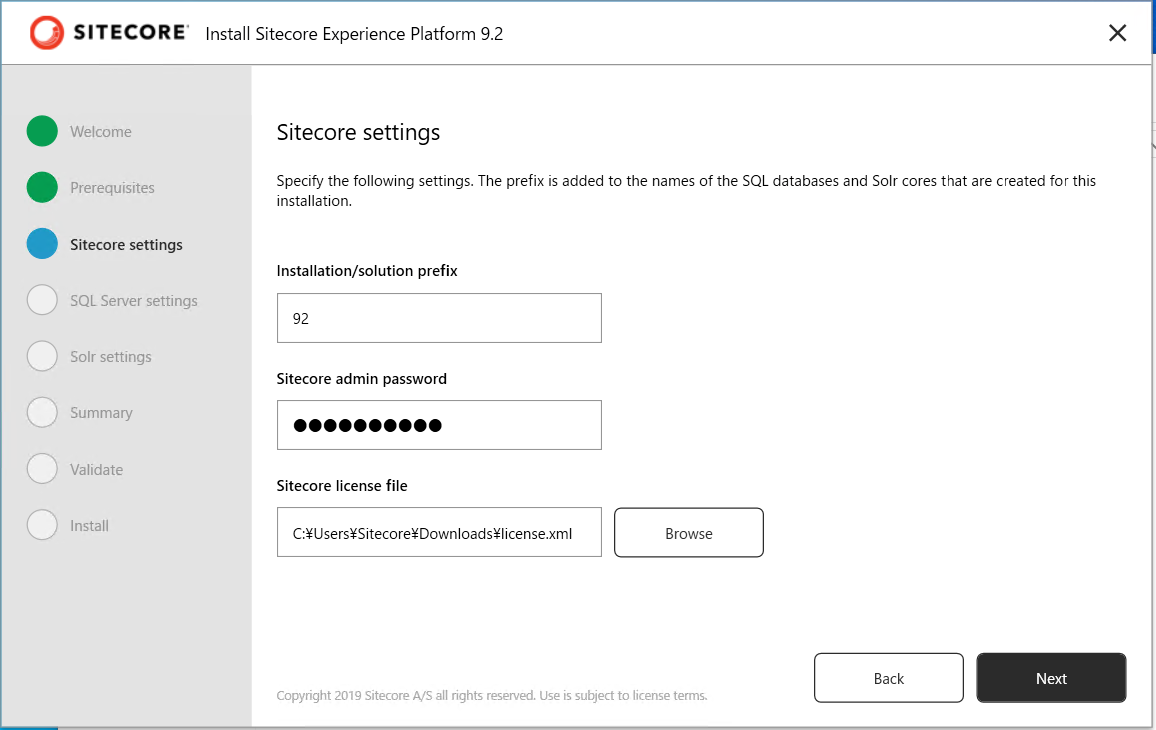 SITECORE Install Sitecore Experience Platform 9.2
Welcome
Prerequisites
Sitecore settings
SQL Server settings
Solr settings
Summary
Validate
Install
Sitecore settings
Specify the following settings. The prefix is added to the names of the SQL databases and Solr cores that are created for this
installation.
Installation/solution prefix
92
Sitecore admin password
●●●●●●●●●●
Sitecore license file
C:¥Users¥Sitecore¥Downloads¥license.xml
Browse
Back
Next
Copyright 2019 Sitecore A/S all rights reserved. Use is subject to license terms.